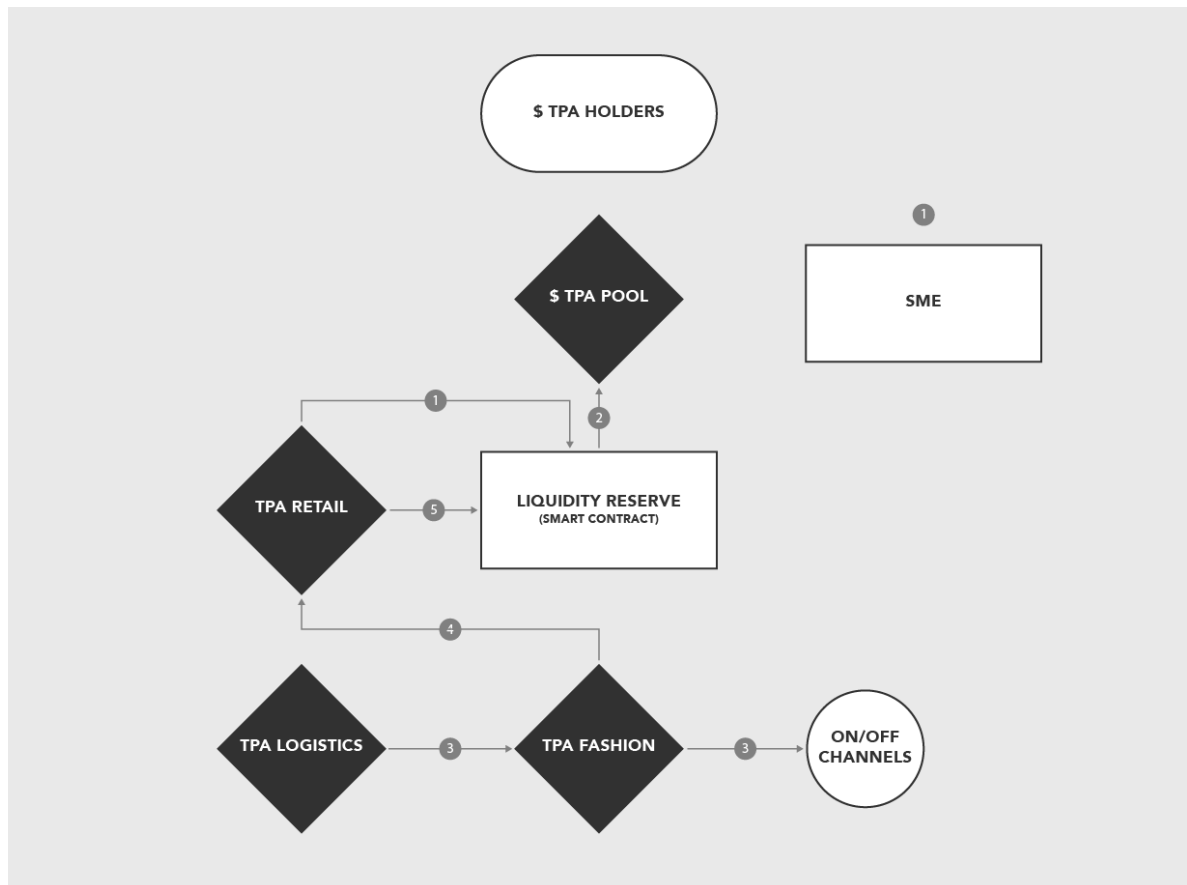 $ TPA HOLDERS
1
$ TPA POOL
SME
1
2
TPA RETAIL
5
LIQUIDITY RESERVE
(SMART CONTRACT)
4
TPA LOGISTICS
3
TPA FASHION
3
ON/OFF
CHANNELS